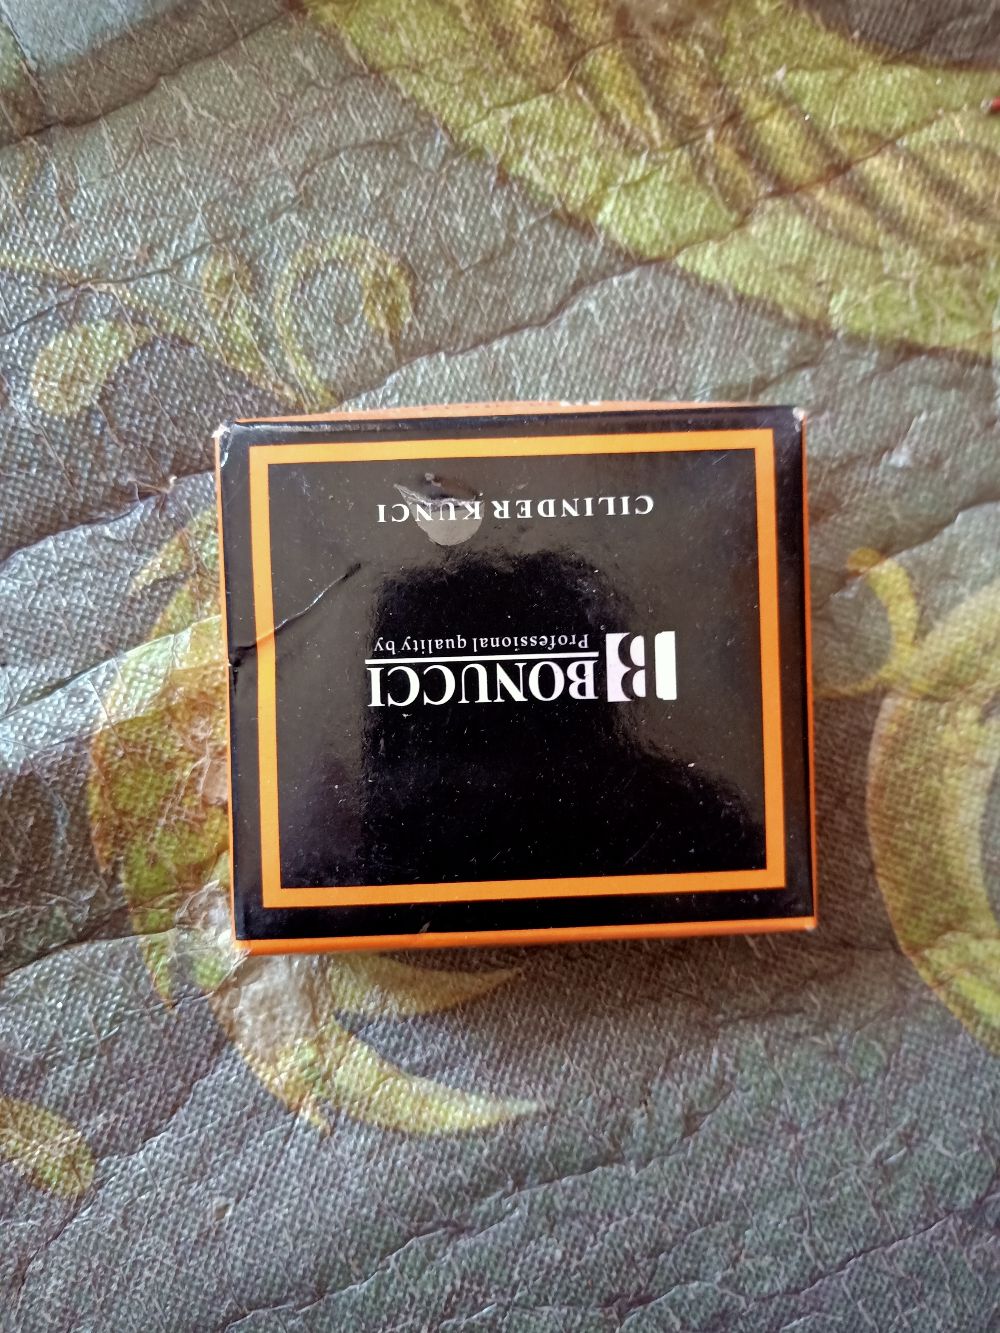 Professional quality by
BONUCCI
CILINDER KUNCI